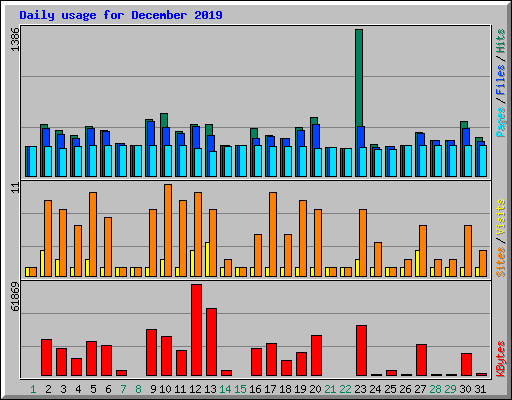 Daily usage for December 2019
1386
Pages / Files / Hits
11
Sites / Visits
61869
KBytes
1 2 3 4 5 6 7 8 9 10 11 12 13 14 15 16 17 18 19 20 21 22 23 24 25 26 27 28 29 30 31